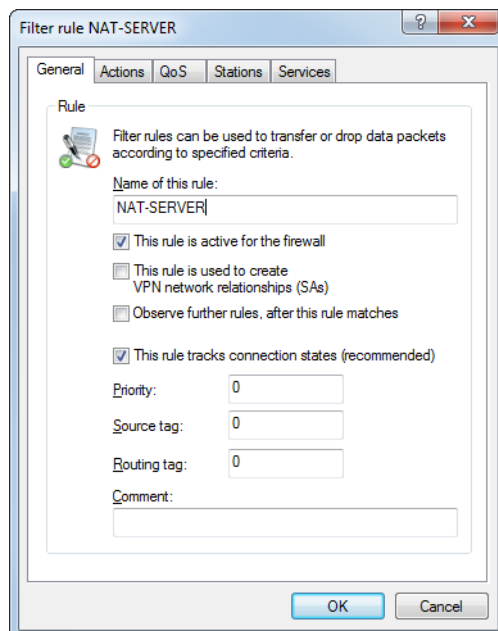 Filter rule NAT-SERVER
General Actions QoS Stations Services
Rule
Filter rules can be used to transfer or drop data packets
according to specified criteria.
Name of this rule:
NAT-SERVER
This rule is active for the firewall
This rule is used to create
VPN network relationships (SAs)
Observe further rules, after this rule matches
This rule tracks connection states (recommended)
Priority: 0
Source tag: 0
Routing tag: 0
Comment:
OK Cancel